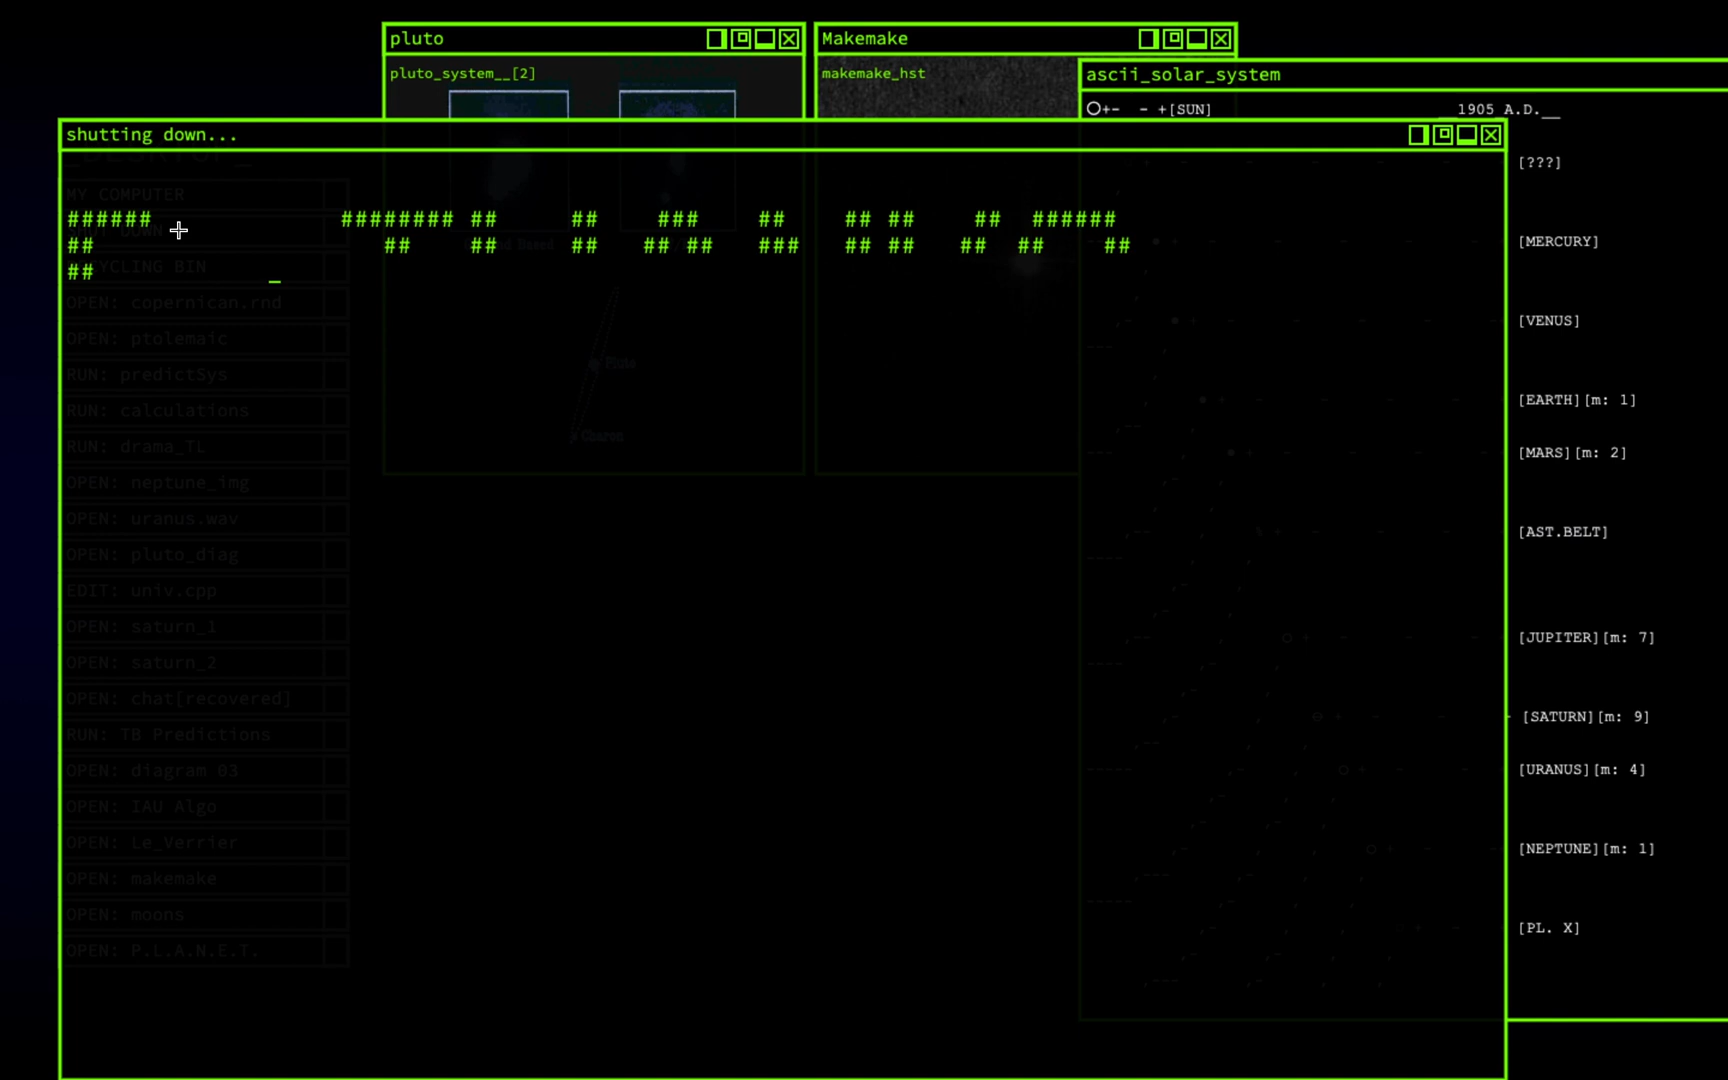 pluto
Makemake
pluto_system__[2]
makemake_hst
ascii_solar_system
O+-  - +[SUN]
__1905 A.D.__
shutting down...
MY COMPUTER
###### ######## ## ## ### ## ## ## ## ######
## ## ## ## ## ## ### ## ## ## ## ##
## _
OPEN: copernican.rnd
OPEN: ptolemaic
RUN: predictSys
RUN: calculations
RUN: drama_TL
OPEN: neptune_img
OPEN: uranus.wav
OPEN: pluto_diag
EDIT: univ.cpp
OPEN: saturn_1
OPEN: saturn_2
OPEN: chat[recovered]
RUN: TB Predictions
OPEN: diagram 03
OPEN: IAU Algo
OPEN: Le_Verrier
OPEN: makemake
OPEN: moons
OPEN: P.L.A.N.E.T.
Pluto
Charon
[???]
[MERCURY]
[VENUS]
[EARTH][m: 1]
[MARS][m: 2]
[AST.BELT]
[JUPITER][m: 7]
[SATURN][m: 9]
[URANUS][m: 4]
[NEPTUNE][m: 1]
[PL. X]